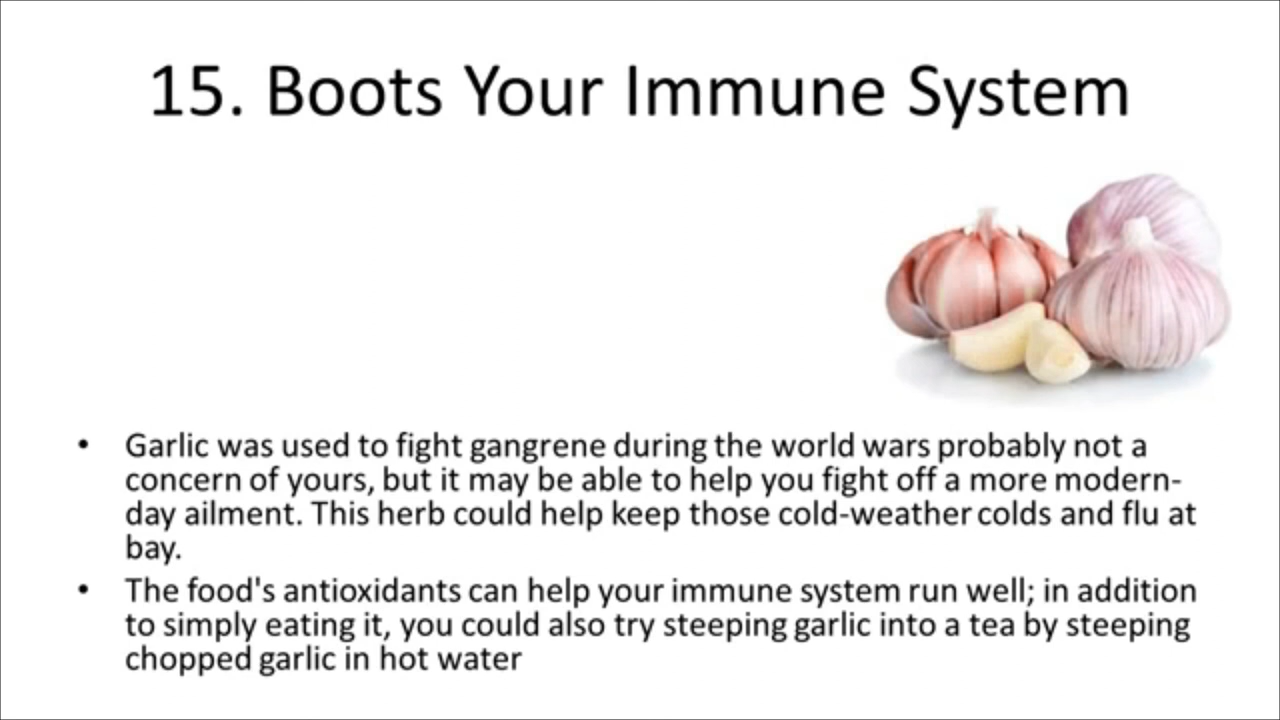 15. Boots Your Immune System
• Garlic was used to fight gangrene during the world wars probably not a
concern of yours, but it may be able to help you fight off a more modern-
day ailment. This herb could help keep those cold-weather colds and flu at
bay.
• The food's antioxidants can help your immune system run well; in addition
to simply eating it, you could also try steeping garlic into a tea by steeping
chopped garlic in hot water